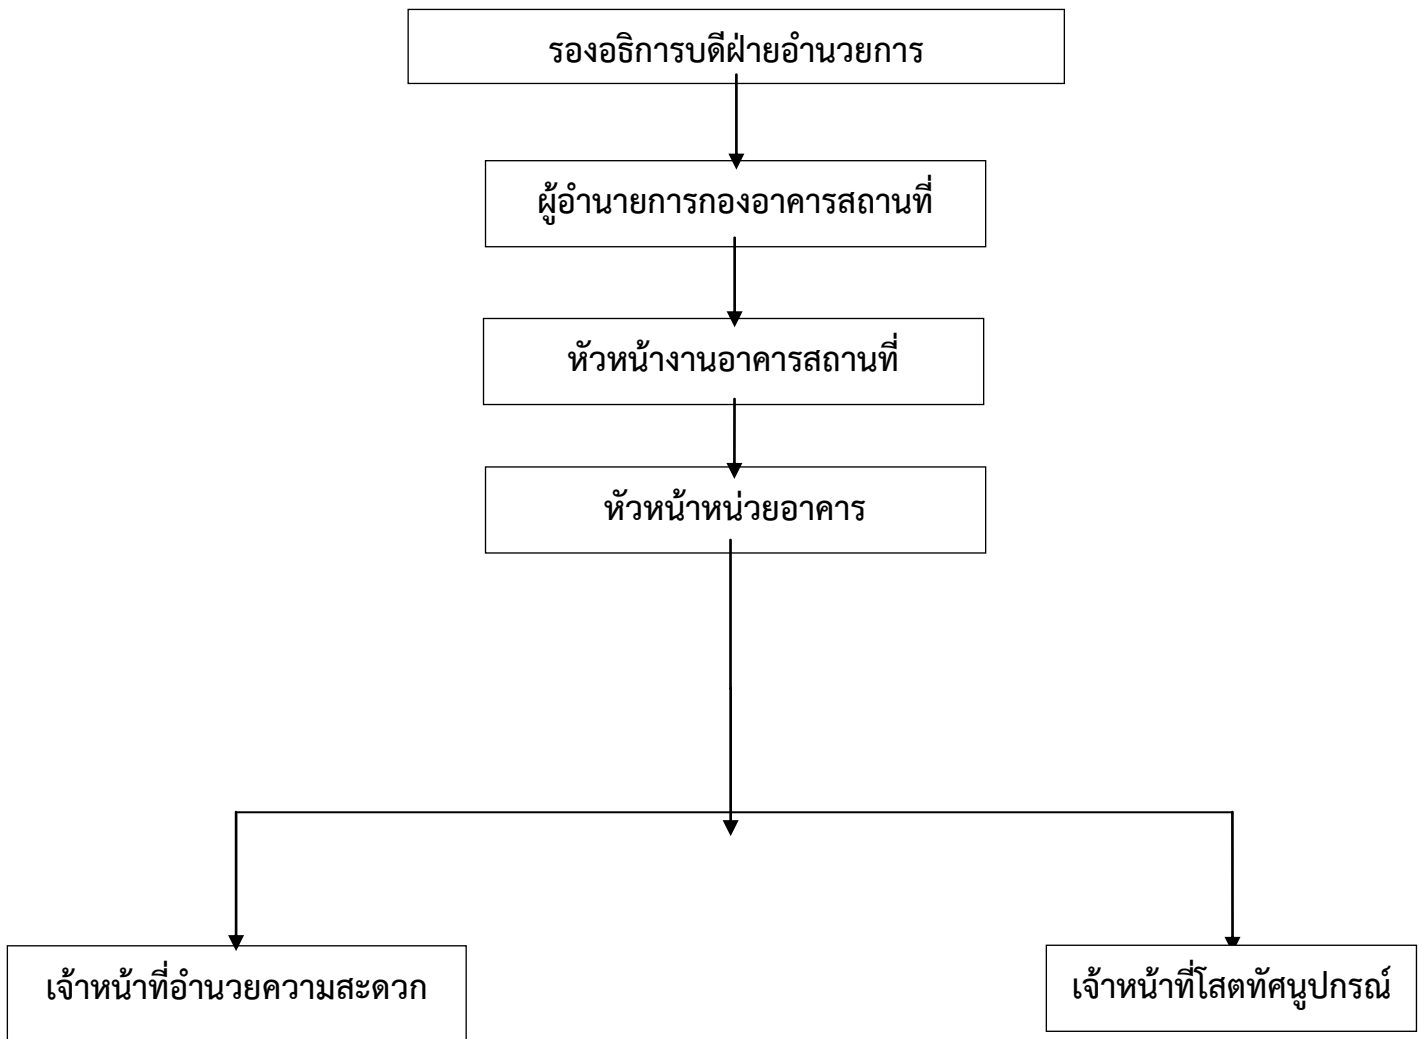 รองอธิการบดีฝ่ายอำนวยการ
ผู้อำนายการกองอาคารสถานที่
หัวหน้างานอาคารสถานที่
หัวหน้าหน่วยอาคาร
เจ้าหน้าที่อำนวยความสะดวก
เจ้าหน้าที่โสตทัศนูปกรณ์